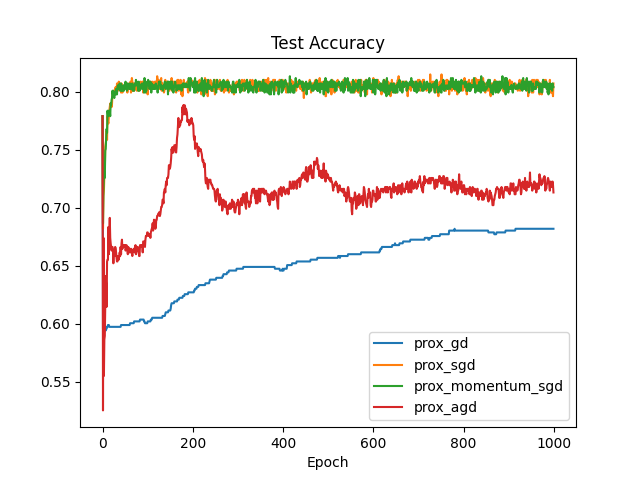 Test Accuracy
0.80
0.75
0.70
0.65
0.60
0.55
0 200 400 600 800 1000
Epoch
prox_gd
prox_sgd
prox_momentum_sgd
prox_agd